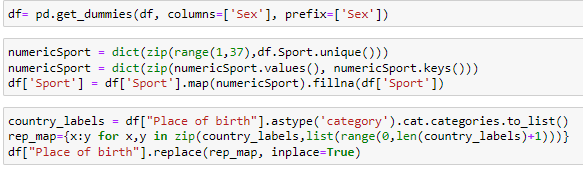 df= pd.get_dummies(df, columns=['Sex'], prefix=['Sex'])
numericSport = dict(zip(range(1,37),df.Sport.unique()))
numericSport = dict(zip(numericSport.values(), numericSport.keys()))
df['Sport'] = df['Sport'].map(numericSport).fillna(df['Sport'])
country_labels = df["Place of birth"].astype('category').cat.categories.to_list()
rep_map={x:y for x,y in zip(country_labels,list(range(0,len(country_labels)+1)))}
df["Place of birth"].replace(rep_map, inplace=True)